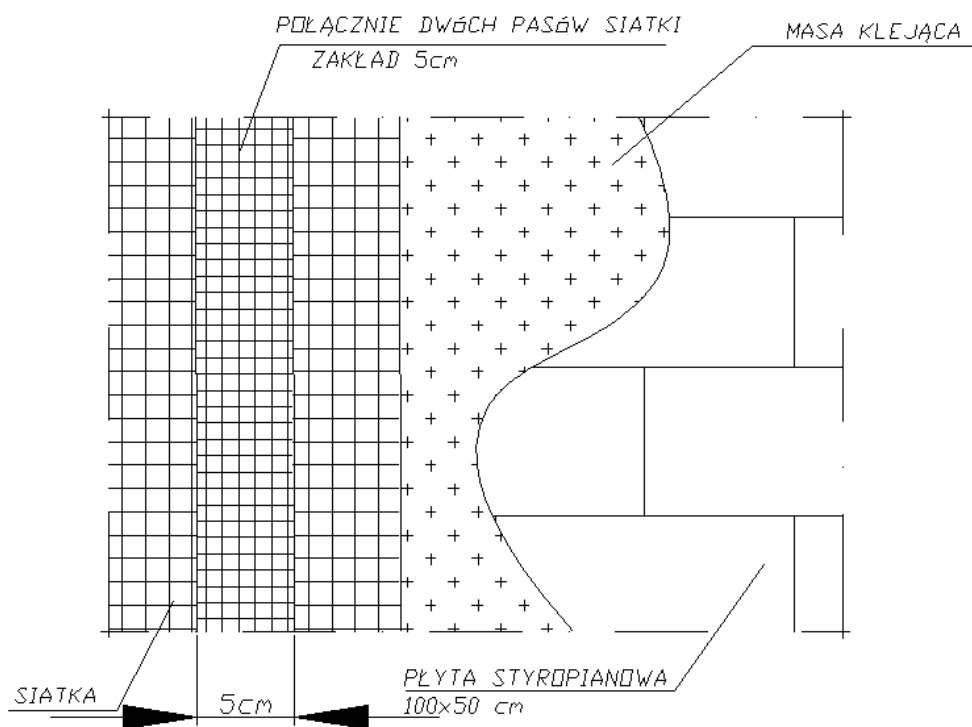 POŁĄCZNIE DWóCH PASóW SIATKI
ZAKŁAD 5cm
MASA KLEJĄCA
SIATKA
5cm
PŁYTA STYROPIANOWA
100x50 cm